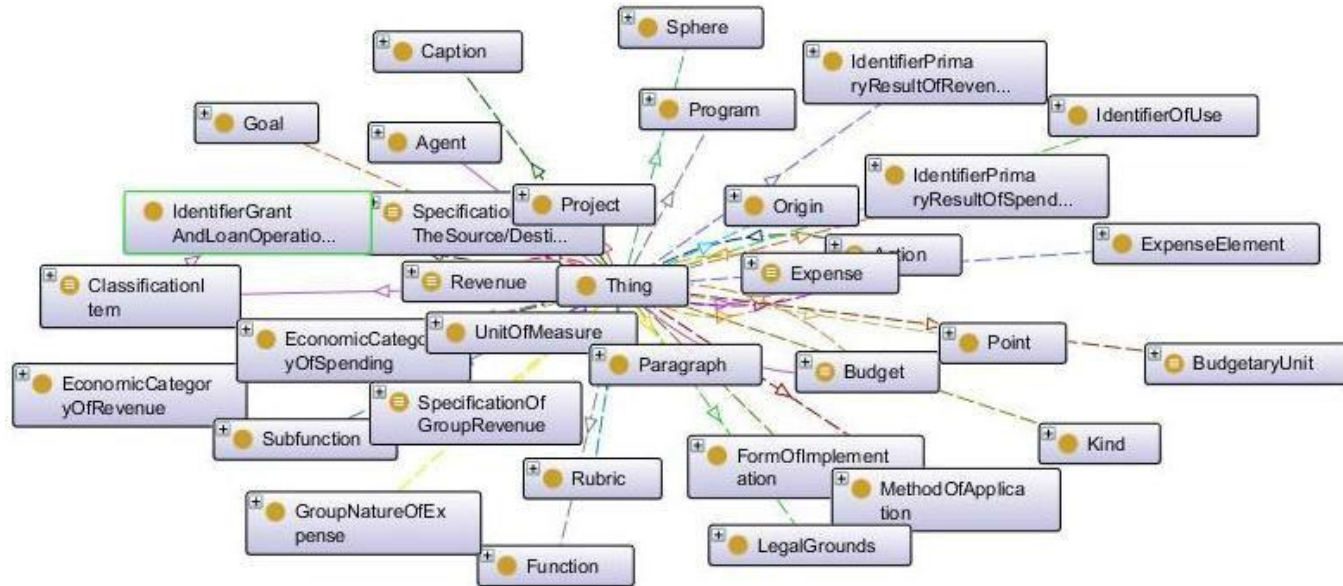 Sphere
Caption
IdentifierPrima
ryResultOfReven...
Program
IdentifierOfUse
Goal
Agent
IdentifierPrima
ryResultOfSpend...
Project
Origin
IdentifierGrant
AndLoanOperatio...
Specification
TheSource/Desti...
Action
ExpenseElement
ClassificationI
tem
Revenue
Thing
Expense
EconomicCategor
yOfSpending
UnitOfMeasure
Point
Paragraph
Budget
BudgetaryUnit
EconomicCategor
yOfRevenue
SpecificationOf
GroupRevenue
Subfunction
Kind
FormOfImplement
ation
Rubric
MethodOfApplica
tion
GroupNatureOfEx
pense
LegalGrounds
Function